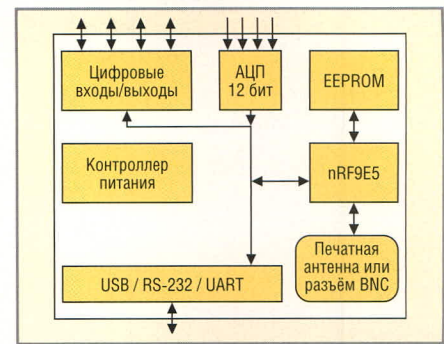 Цифровые
входы/выходы
АЦП
12 бит
EEPROM
Контроллер
питания
nRF9E5
Печатная
антенна или
разъём BNC
USB / RS-232 / UART